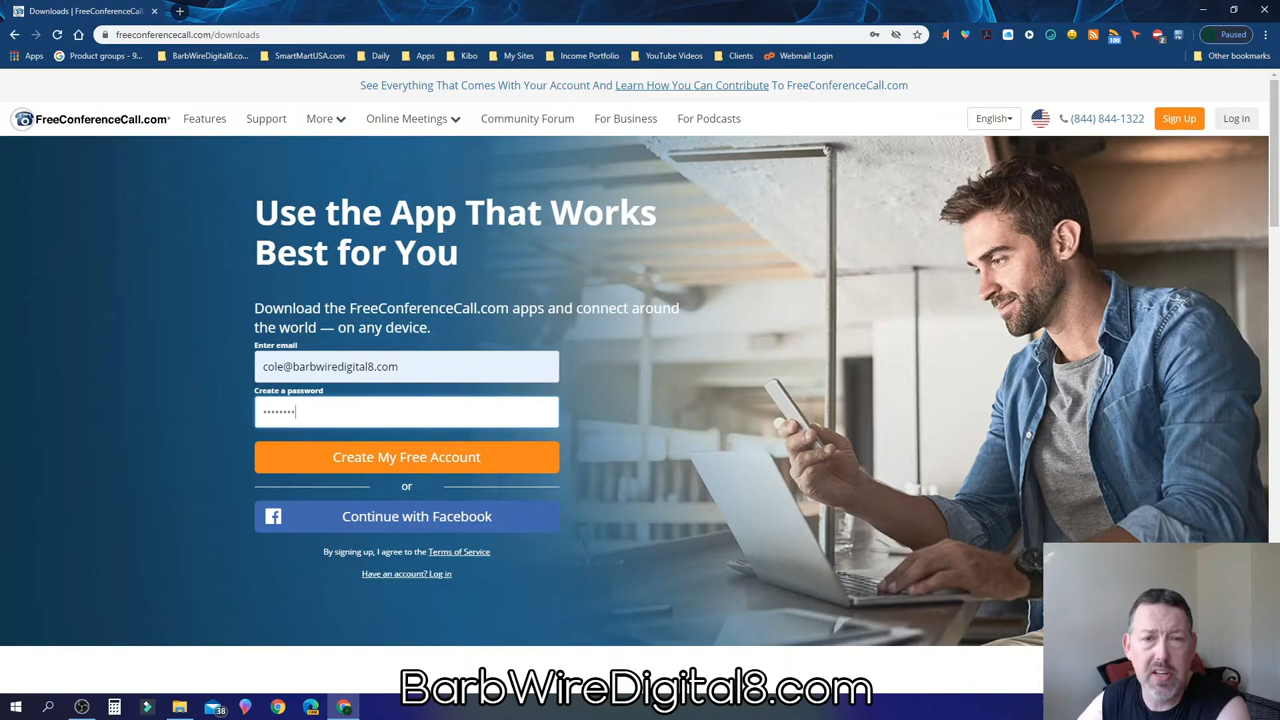 Downloads | FreeConferenceCall.c
freeconferencecall.com/downloads
Paused
Apps Product groups - 9... BarbWireDigital8.co... SmartMartUSA.com Daily Apps Kibo My Sites Income Portfolio YouTube Videos Clients Webmail Login Other bookmarks
See Everything That Comes With Your Account And Learn How You Can Contribute To FreeConferenceCall.com
FreeConferenceCall.com Features Support More Online Meetings Community Forum For Business For Podcasts English (844) 844-1322 Sign Up Log in
Use the App That Works
Best for You
Download the FreeConferenceCall.com apps and connect around
the world — on any device.
Enter email
cole@barbwiredigital8.com
Create a password
••••••••
Create My Free Account
or
Continue with Facebook
By signing up, I agree to the Terms of Service
Have an account? Log in
BarbWireDigital8.com
38